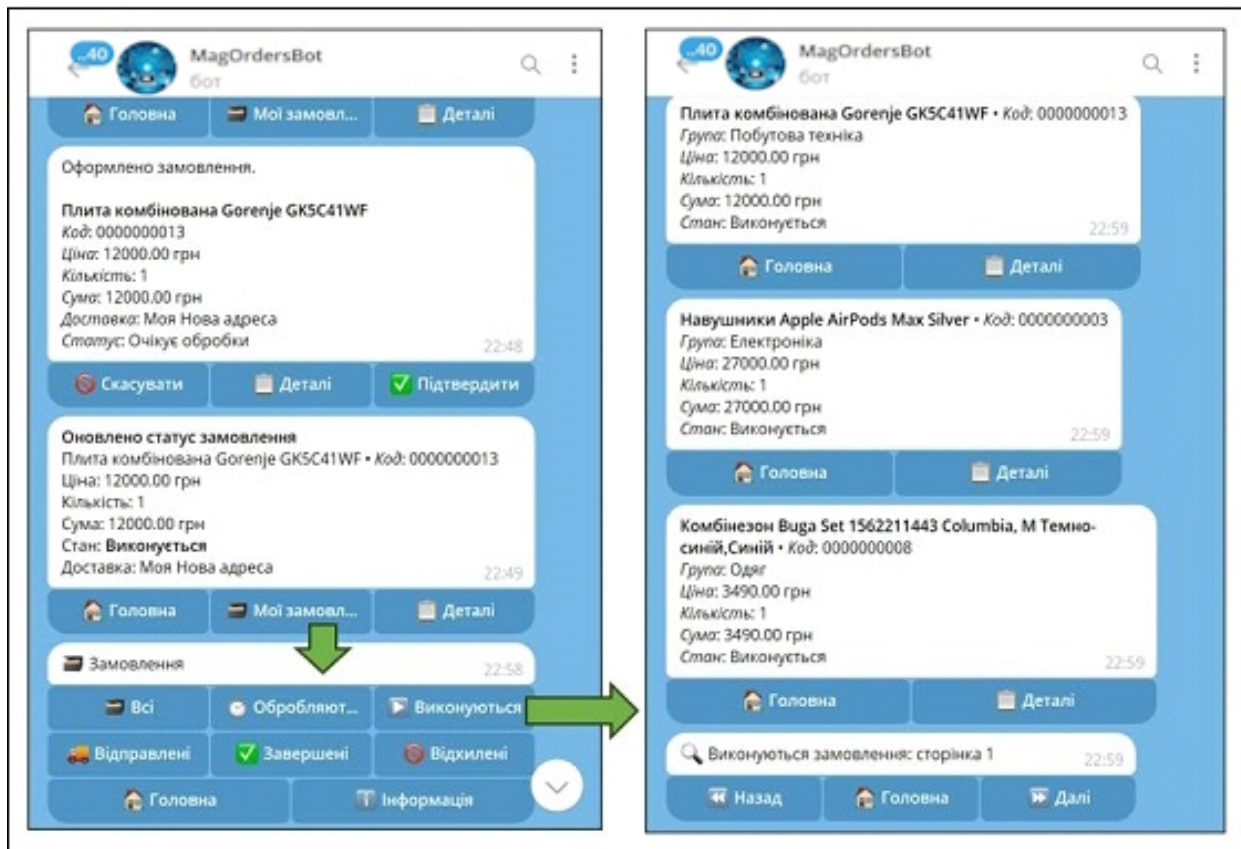 ..40
MagOrdersBot
бот
Головна
Мої замовл...
Деталі
Оформлено замовлення.
Плита комбінована Gorenje GK5C41WF
Код: 0000000013
Ціна: 12000.00 грн
Кількість: 1
Сума: 12000.00 грн
Доставка: Моя Нова адреса
Статус: Очікує обробки
22:48
Скасувати
Деталі
Підтвердити
Оновлено статус замовлення
Плита комбінована Gorenje GK5C41WF • Код: 0000000013
Ціна: 12000.00 грн
Кількість: 1
Сума: 12000.00 грн
Стан: Виконується
Доставка: Моя Нова адреса
22:49
Головна
Мої замовл...
Деталі
Замовлення
22:58
Всі
Обробляют...
Виконуються
Відправлені
Завершені
Відхилені
Головна
Інформація
..40
MagOrdersBot
бот
Плита комбінована Gorenje GK5C41WF • Код: 0000000013
Група: Побутова техніка
Ціна: 12000.00 грн
Кількість: 1
Сума: 12000.00 грн
Стан: Виконується
22:59
Головна
Деталі
Навушники Apple AirPods Max Silver • Код: 0000000003
Група: Електроніка
Ціна: 27000.00 грн
Кількість: 1
Сума: 27000.00 грн
Стан: Виконується
22:59
Головна
Деталі
Комбінезон Buga Set 1562211443 Columbia, M Темно-
синій,Синій • Код: 0000000008
Група: Одяг
Ціна: 3490.00 грн
Кількість: 1
Сума: 3490.00 грн
Стан: Виконується
22:59
Головна
Деталі
Виконуються замовлення: сторінка 1
22:59
Назад
Головна
Далі